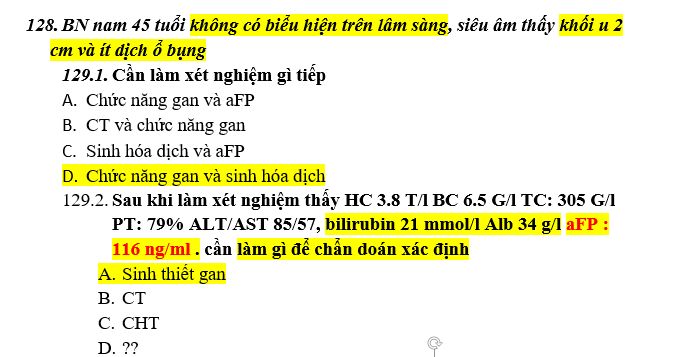 128. BN nam 45 tuổi không có biểu hiện trên lâm sàng, siêu âm thấy khối u 2
cm và ít dịch ổ bụng
129.1. Cần làm xét nghiệm gì tiếp
A. Chức năng gan và aFP
B. CT và chức năng gan
C. Sinh hóa dịch và aFP
D. Chức năng gan và sinh hóa dịch
129.2. Sau khi làm xét nghiệm thấy HC 3.8 T/l BC 6.5 G/l TC: 305 G/l
PT: 79% ALT/AST 85/57, bilirubin 21 mmol/l Alb 34 g/l aFP :
116 ng/ml . cần làm gì để chẩn doán xác định
A. Sinh thiết gan
B. CT
C. CHT
D. ??